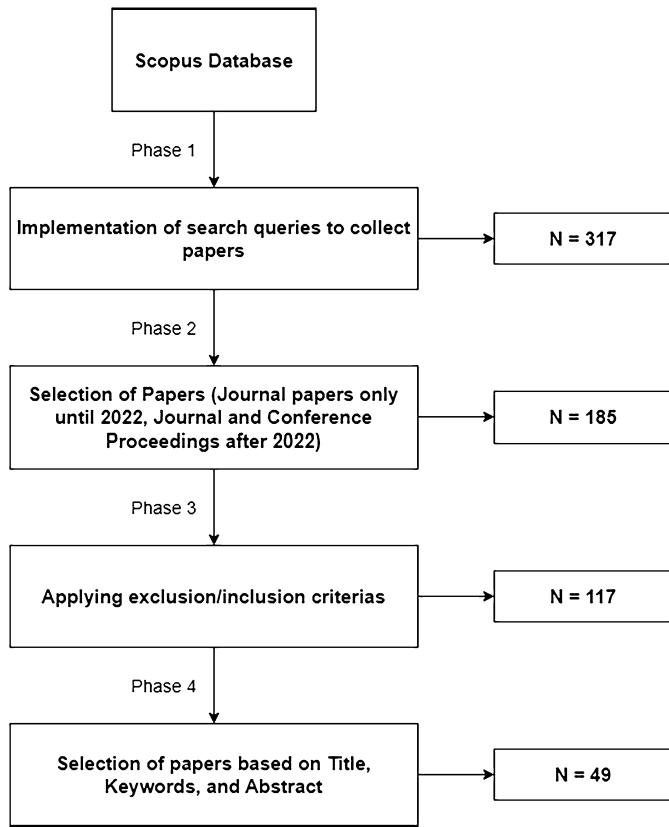 Scopus Database
Phase 1
Implementation of search queries to collect
papers
N = 317
Phase 2
Selection of Papers (Journal papers only
until 2022, Journal and Conference
Proceedings after 2022)
N = 185
Phase 3
Applying exclusion/inclusion criterias
N = 117
Phase 4
Selection of papers based on Title,
Keywords, and Abstract
N = 49